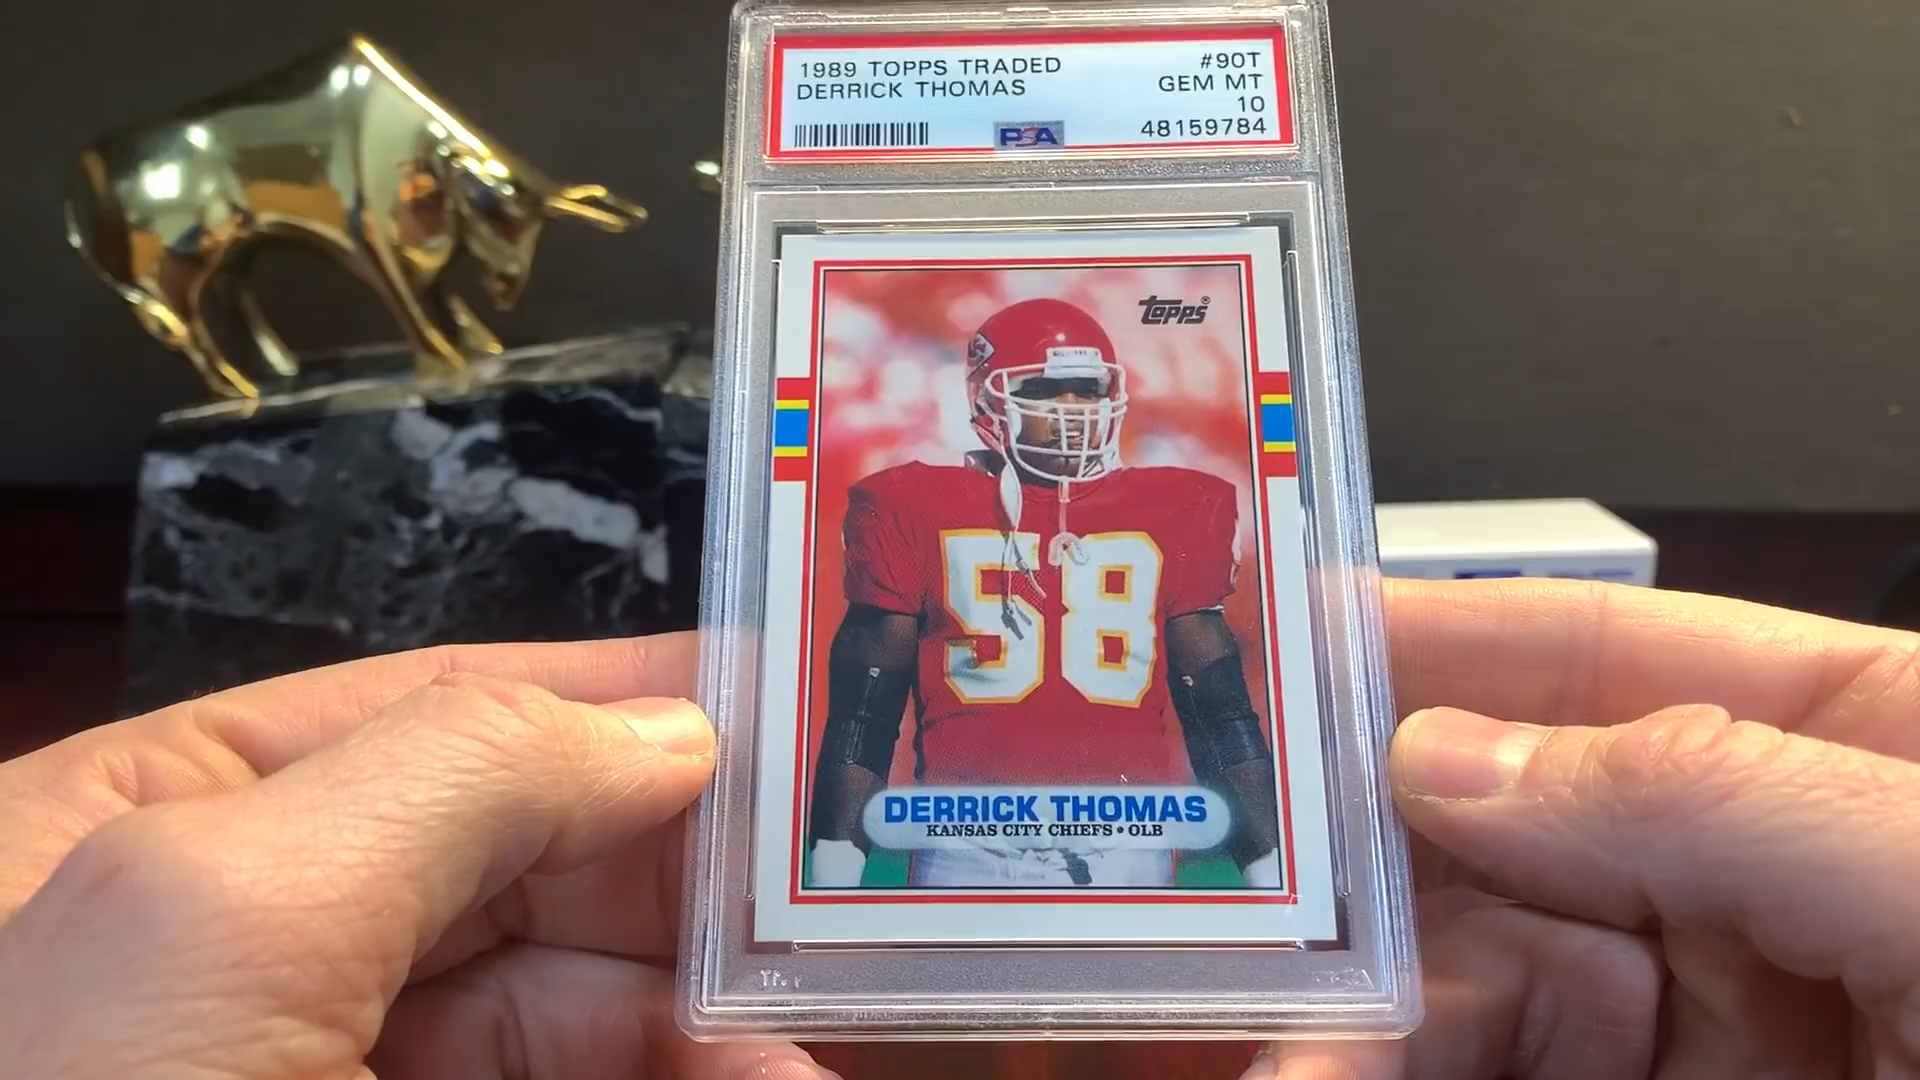 1989 TOPPS TRADED #90T
DERRICK THOMAS GEM MT
10
PSA 48159784
topps®
58
DERRICK THOMAS
KANSAS CITY CHIEFS • OLB